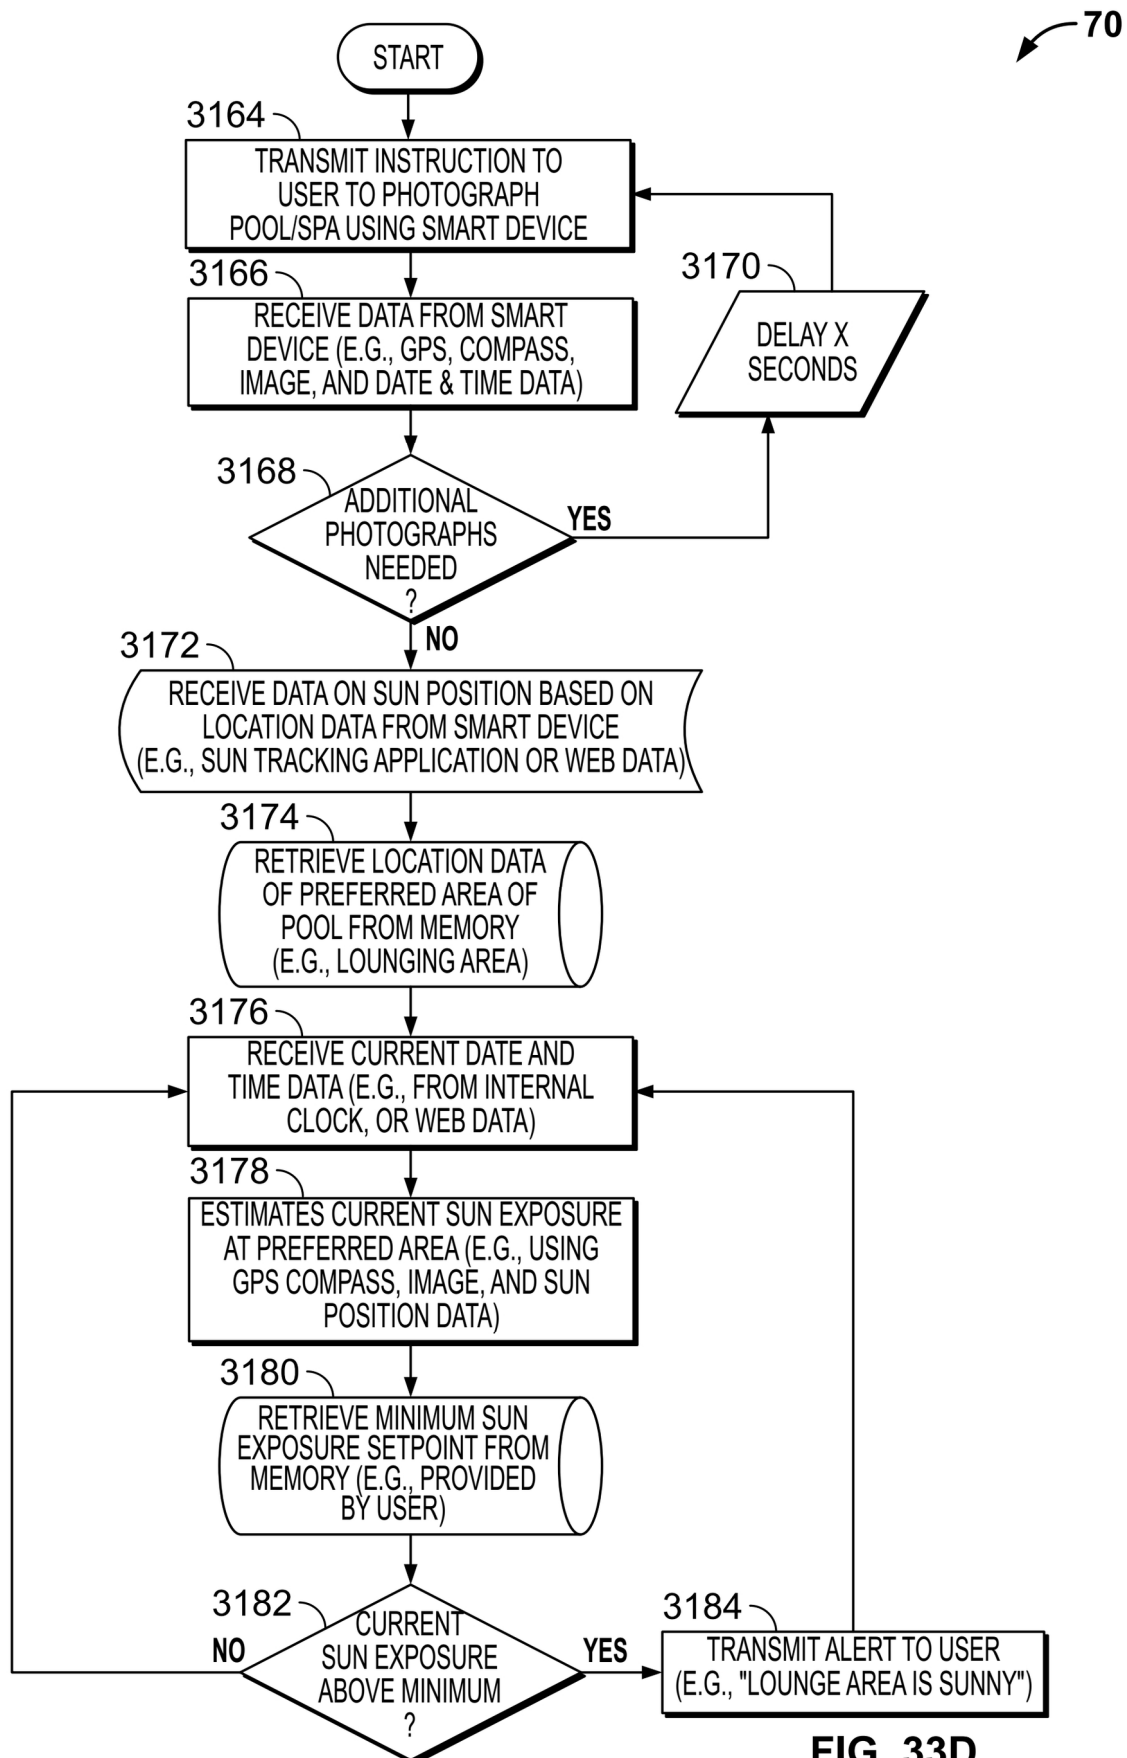 70
START
3164
TRANSMIT INSTRUCTION TO
USER TO PHOTOGRAPH
POOL/SPA USING SMART DEVICE
3166
RECEIVE DATA FROM SMART
DEVICE (E.G., GPS, COMPASS,
IMAGE, AND DATE & TIME DATA)
3170
DELAY X
SECONDS
3168
ADDITIONAL
PHOTOGRAPHS
NEEDED
?
YES
NO
3172
RECEIVE DATA ON SUN POSITION BASED ON
LOCATION DATA FROM SMART DEVICE
(E.G., SUN TRACKING APPLICATION OR WEB DATA)
3174
RETRIEVE LOCATION DATA
OF PREFERRED AREA OF
POOL FROM MEMORY
(E.G., LOUNGING AREA)
3176
RECEIVE CURRENT DATE AND
TIME DATA (E.G., FROM INTERNAL
CLOCK, OR WEB DATA)
3178
ESTIMATES CURRENT SUN EXPOSURE
AT PREFERRED AREA (E.G., USING
GPS COMPASS, IMAGE, AND SUN
POSITION DATA)
3180
RETRIEVE MINIMUM SUN
EXPOSURE SETPOINT FROM
MEMORY (E.G., PROVIDED
BY USER)
3182
CURRENT
SUN EXPOSURE
ABOVE MINIMUM
?
NO
YES
3184
TRANSMIT ALERT TO USER
(E.G., "LOUNGE AREA IS SUNNY")
FIG. 33D